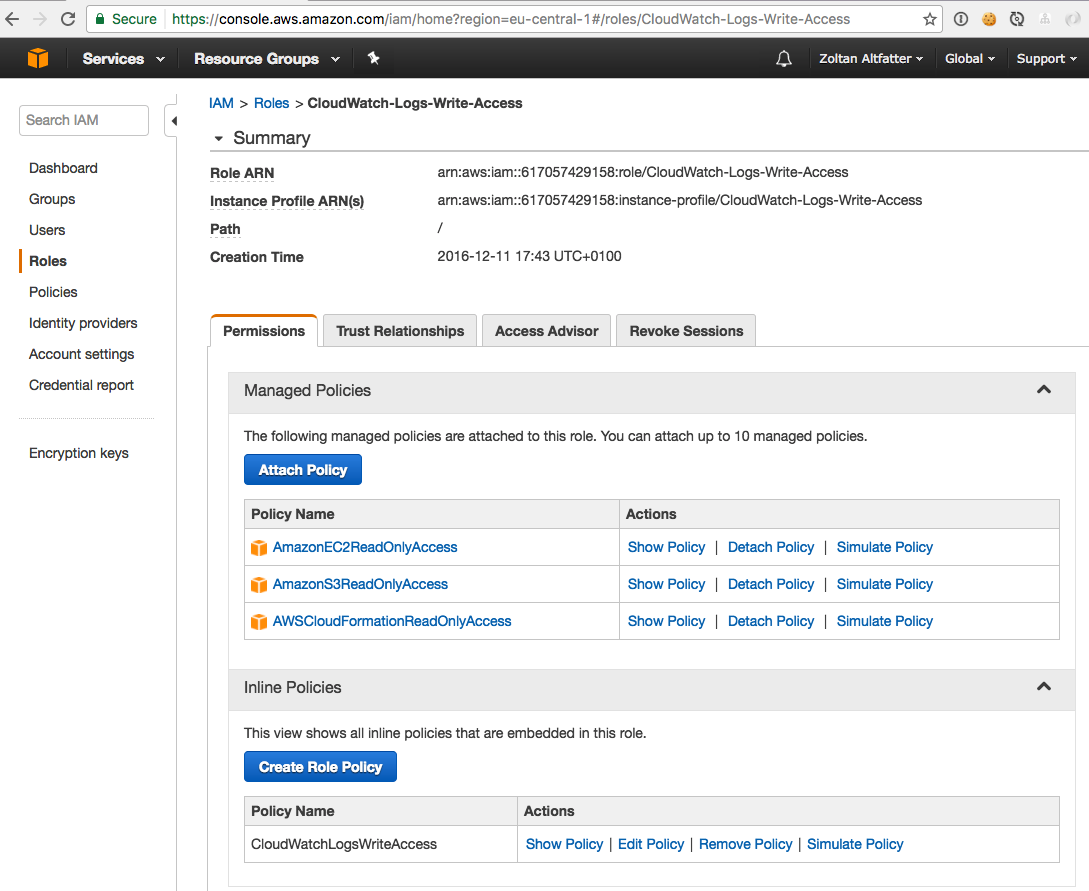 Secure https://console.aws.amazon.com/iam/home?region=eu-central-1#/roles/CloudWatch-Logs-Write-Access
Services Resource Groups Zoltan Altfatter Global Support
Search IAM
Dashboard
Groups
Users
Roles
Policies
Identity providers
Account settings
Credential report
Encryption keys
IAM > Roles > CloudWatch-Logs-Write-Access
Summary
Role ARN arn:aws:iam::617057429158:role/CloudWatch-Logs-Write-Access
Instance Profile ARN(s) arn:aws:iam::617057429158:instance-profile/CloudWatch-Logs-Write-Access
Path /
Creation Time 2016-12-11 17:43 UTC+0100
Permissions Trust Relationships Access Advisor Revoke Sessions
Managed Policies
The following managed policies are attached to this role. You can attach up to 10 managed policies.
Attach Policy
Policy Name Actions
AmazonEC2ReadOnlyAccess Show Policy | Detach Policy | Simulate Policy
AmazonS3ReadOnlyAccess Show Policy | Detach Policy | Simulate Policy
AWSCloudFormationReadOnlyAccess Show Policy | Detach Policy | Simulate Policy
Inline Policies
This view shows all inline policies that are embedded in this role.
Create Role Policy
Policy Name Actions
CloudWatchLogsWriteAccess Show Policy | Edit Policy | Remove Policy | Simulate Policy